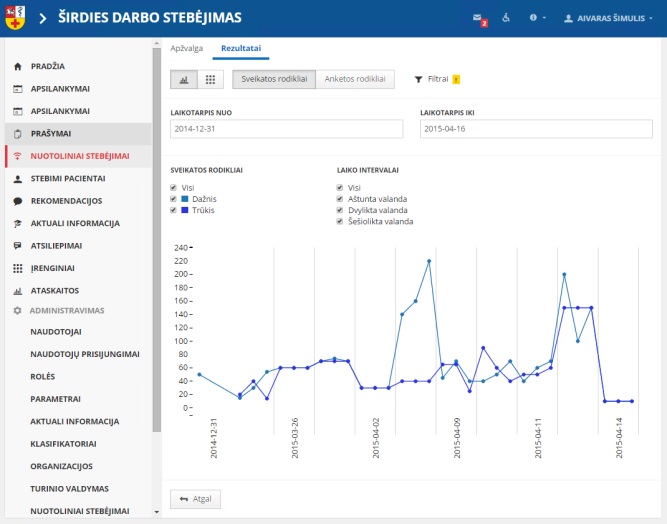 ŠIRDIES DARBO STEBĖJIMAS
2
AIVARAS ŠIMULIS
PRADŽIA
APSILANKYMAI
APSILANKYMAI
PRAŠYMAI
NUOTOLINIAI STEBĖJIMAI
STEBIMI PACIENTAI
REKOMENDACIJOS
AKTUALI INFORMACIJA
ATSILIEPIMAI
ĮRENGINIAI
ATASKAITOS
ADMINISTRAVIMAS
NAUDOTOJAI
NAUDOTOJŲ PRISIJUNGIMAI
ROLĖS
PARAMETRAI
AKTUALI INFORMACIJA
KLASIFIKATORIAI
ORGANIZACIJOS
TURINIO VALDYMAS
NUOTOLINIAI STEBĖJIMAI
Apžvalga Rezultatai
Sveikatos rodikliai Anketos rodikliai Filtrai !
LAIKOTARPIS NUO LAIKOTARPIS IKI
2014-12-31 2015-04-16
SVEIKATOS RODIKLIAI LAIKO INTERVALAI
Visi Visi
Dažnis Aštunta valanda
Trūkis Dvylikta valanda
Šešiolikta valanda
240
220
200
180
160
140
120
100
80
60
40
20
0
2014-12-31 2015-03-26 2015-04-02 2015-04-09 2015-04-11 2015-04-14
Atgal